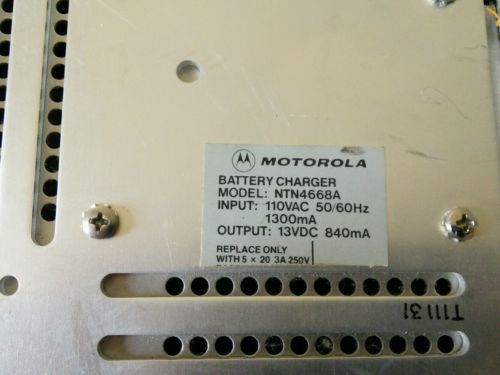 MOTOROLA
BATTERY CHARGER
MODEL: NTN4668A
INPUT: 110VAC 50/60Hz
1300mA
OUTPUT: 13VDC 840mA
REPLACE ONLY
WITH 5 × 20 3A 250V
T11131